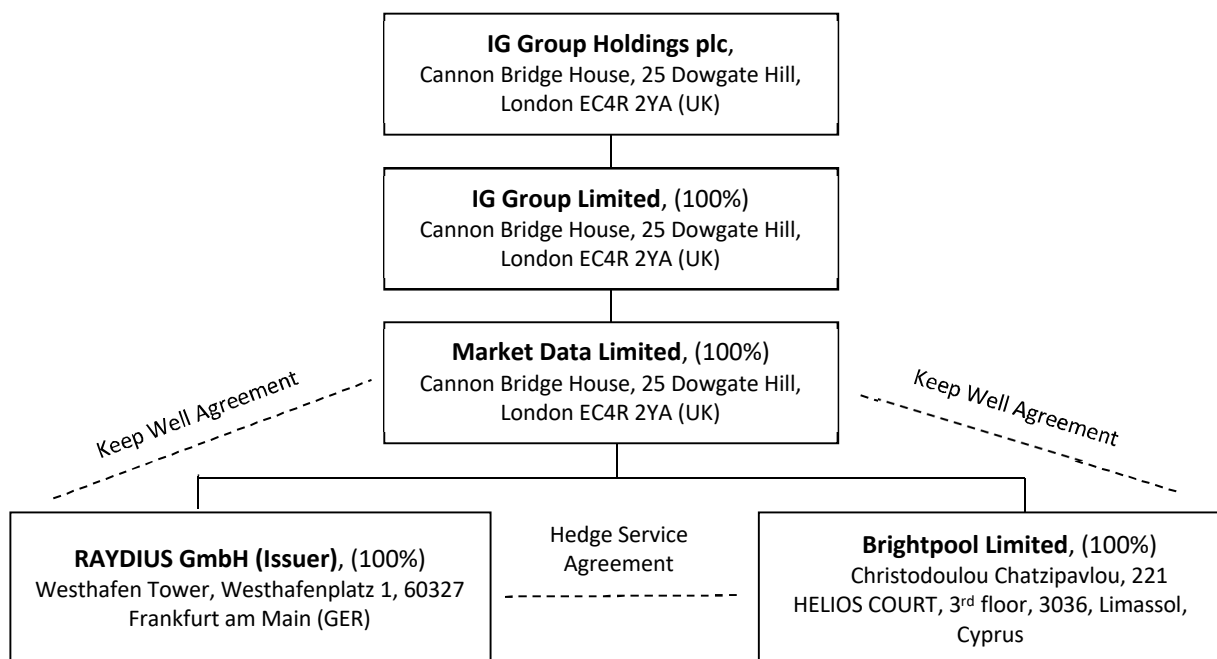 IG Group Holdings plc,
Cannon Bridge House, 25 Dowgate Hill,
London EC4R 2YA (UK)
IG Group Limited, (100%)
Cannon Bridge House, 25 Dowgate Hill,
London EC4R 2YA (UK)
Market Data Limited, (100%)
Cannon Bridge House, 25 Dowgate Hill,
London EC4R 2YA (UK)
Keep Well Agreement
Keep Well Agreement
RAYDIUS GmbH (Issuer), (100%)
Westhafen Tower, Westhafenplatz 1, 60327
Frankfurt am Main (GER)
Hedge Service
Agreement
Brightpool Limited, (100%)
Christodoulou Chatzipavlou, 221
HELIOS COURT, 3rd floor, 3036, Limassol,
Cyprus